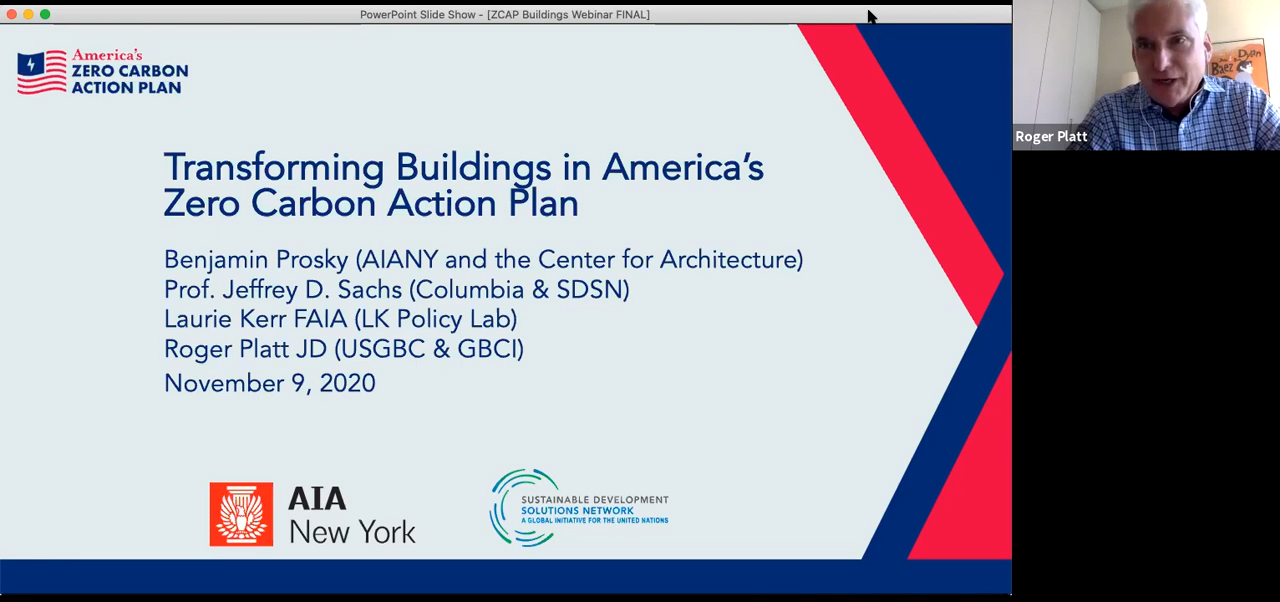 PowerPoint Slide Show - [ZCAP Buildings Webinar FINAL]
America's
ZERO CARBON
ACTION PLAN
Transforming Buildings in America's
Zero Carbon Action Plan
Benjamin Prosky (AIANY and the Center for Architecture)
Prof. Jeffrey D. Sachs (Columbia & SDSN)
Laurie Kerr FAIA (LK Policy Lab)
Roger Platt JD (USGBC & GBCI)
November 9, 2020
AIA
New York
SUSTAINABLE DEVELOPMENT
SOLUTIONS NETWORK
A GLOBAL INITIATIVE FOR THE UNITED NATIONS
Dylan
Baez
Roger Platt